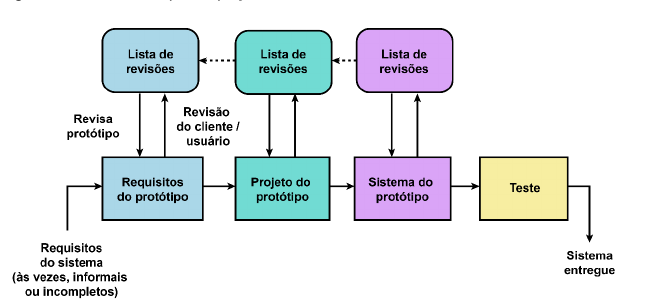 Lista de
revisões
Lista de
revisões
Lista de
revisões
Revisa
protótipo
Revisão
do cliente /
usuário
Requisitos
do protótipo
Projeto do
protótipo
Sistema do
protótipo
Teste
Requisitos
do sistema
(às vezes, informais
ou incompletos)
Sistema
entregue